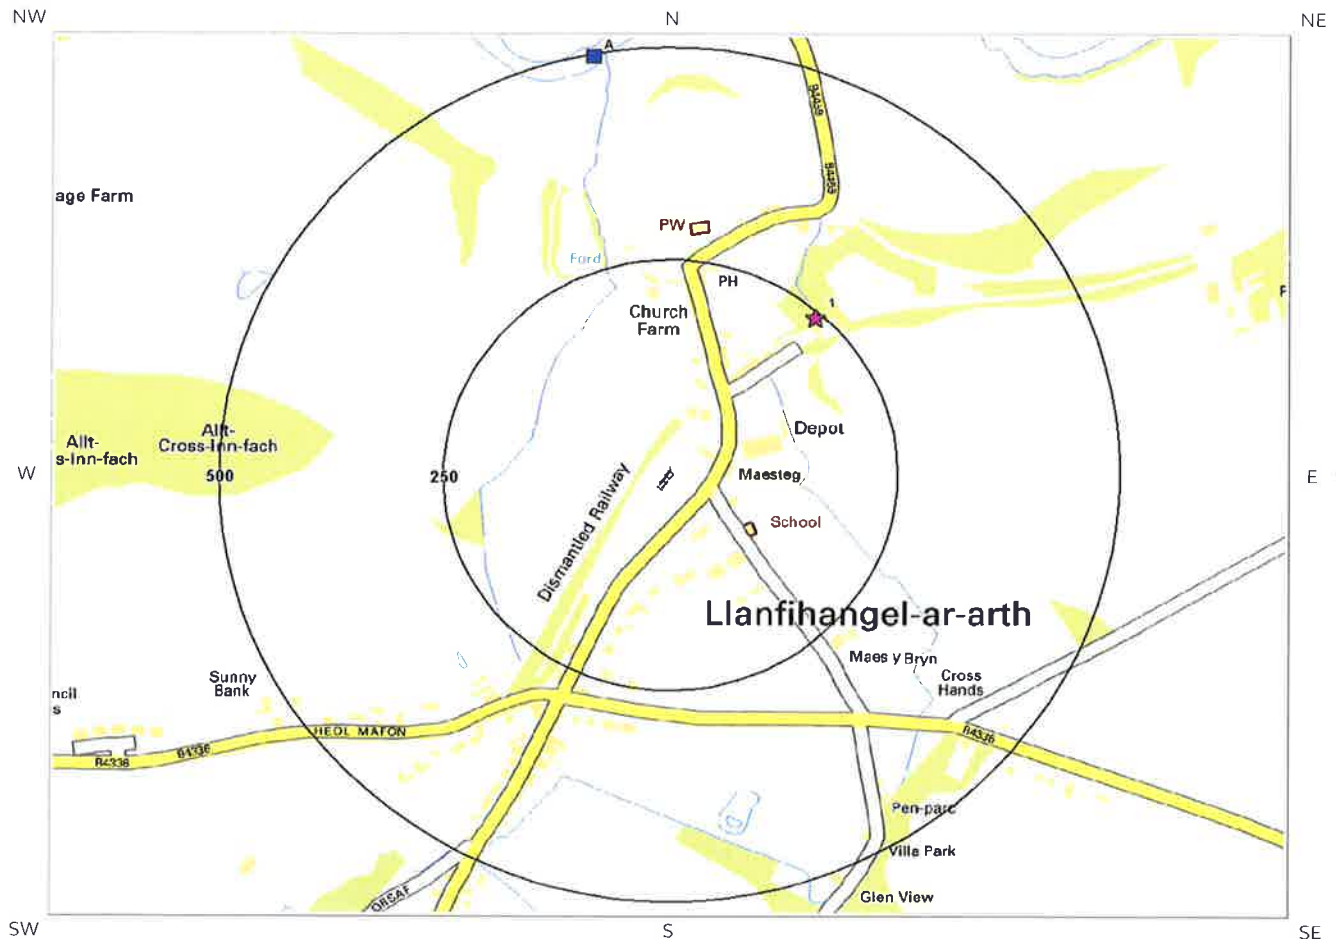 NW
N
NE
A
B4459
B4459
age Farm
PW
Ford
PH
Church
Farm
1
Allt-
s-Inn-fach
Allt-
Cross-Inn-fach
Depot
W
500
250
Maesteg
E
Dismantled Railway
School
Llanfihangel-ar-arth
Maes y Bryn
Sunny
Bank
Cross
Hands
ncil
s
HEOL MAFON
B4336
B4336
B4336
Pen-parc
Villa Park
ORSAF
Glen View
SW
S
SE